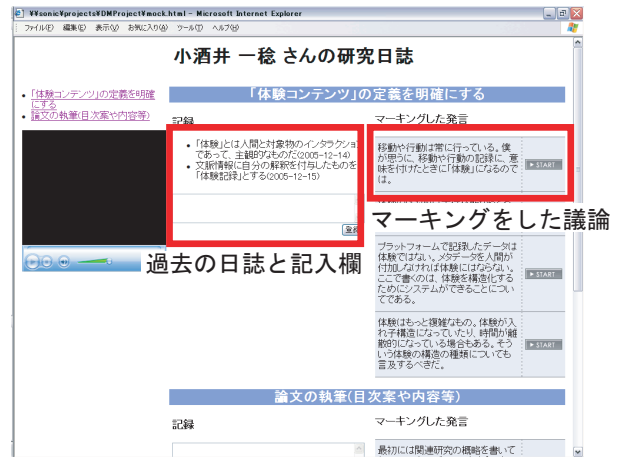 ¥¥sonic¥projects¥DMProject¥mock.html - Microsoft Internet Explorer
ファイル(F) 編集(E) 表示(V) お気に入り(A) ツール(T) ヘルプ(H)
小酒井 一稔 さんの研究日誌
「体験コンテンツ」の定義を明確
にする
論文の執筆(目次案や内容等)
「体験コンテンツ」の定義を明確にする
記録
「体験」とは人間と対象物のインタラクショ
であって、主観的なものだ(2005-12-14)
文脈情報に自分の解釈を付与したものを
「体験記録」とする(2005-12-15)
過去の日誌と記入欄
マーキングした発言
移動や行動は常に行っている。僕
が思うに、移動や行動の記録に、意
味を付けたときに「体験」になるので
は。
START
マーキングをした議論
プラットフォームで記録したデータは
体験ではない。メタデータを人間が
付加しなければ体験にはならない。
ここで書くのは、体験を構造化する
ためにシステムができることについ
てである。
START
体験はもっと複雑なもの。体験が入
れ子構造になっていたり、時間が離
散的になっている場合もある。そう
いう体験の構造の種類についても
言及するべきだ。
START
論文の執筆(目次案や内容等)
記録
マーキングした発言
最初には関連研究の概略を書いて